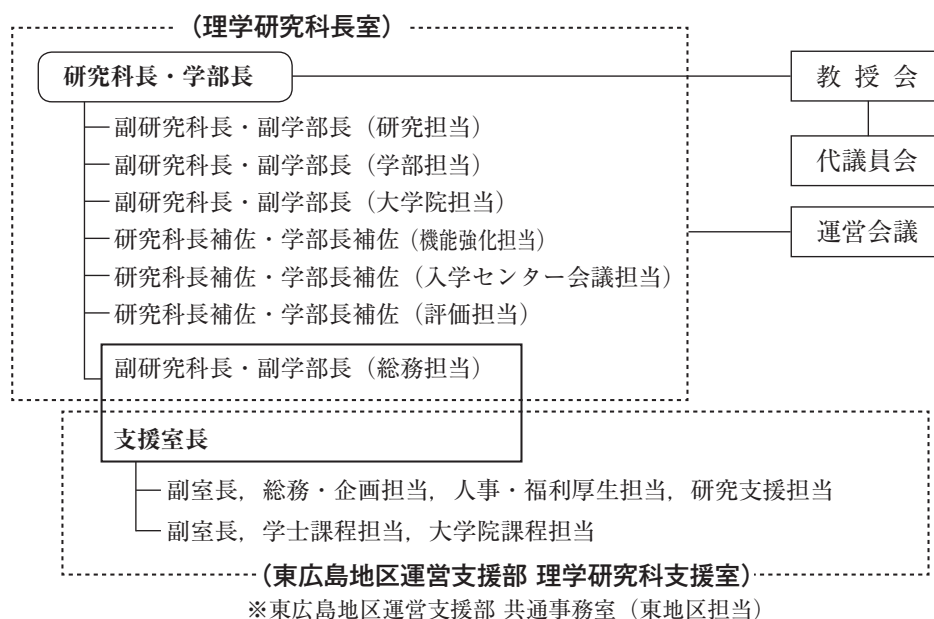 （理学研究科長室）
研究科長・学部長
教 授 会
副研究科長・副学部長（研究担当）
副研究科長・副学部長（学部担当）
代議員会
副研究科長・副学部長（大学院担当）
研究科長補佐・学部長補佐（機能強化担当）
運営会議
研究科長補佐・学部長補佐（入学センター会議担当）
研究科長補佐・学部長補佐（評価担当）
副研究科長・副学部長（総務担当）
支援室長
副室長，総務・企画担当，人事・福利厚生担当，研究支援担当
副室長，学士課程担当，大学院課程担当
（東広島地区運営支援部 理学研究科支援室）
※東広島地区運営支援部 共通事務室（東地区担当）